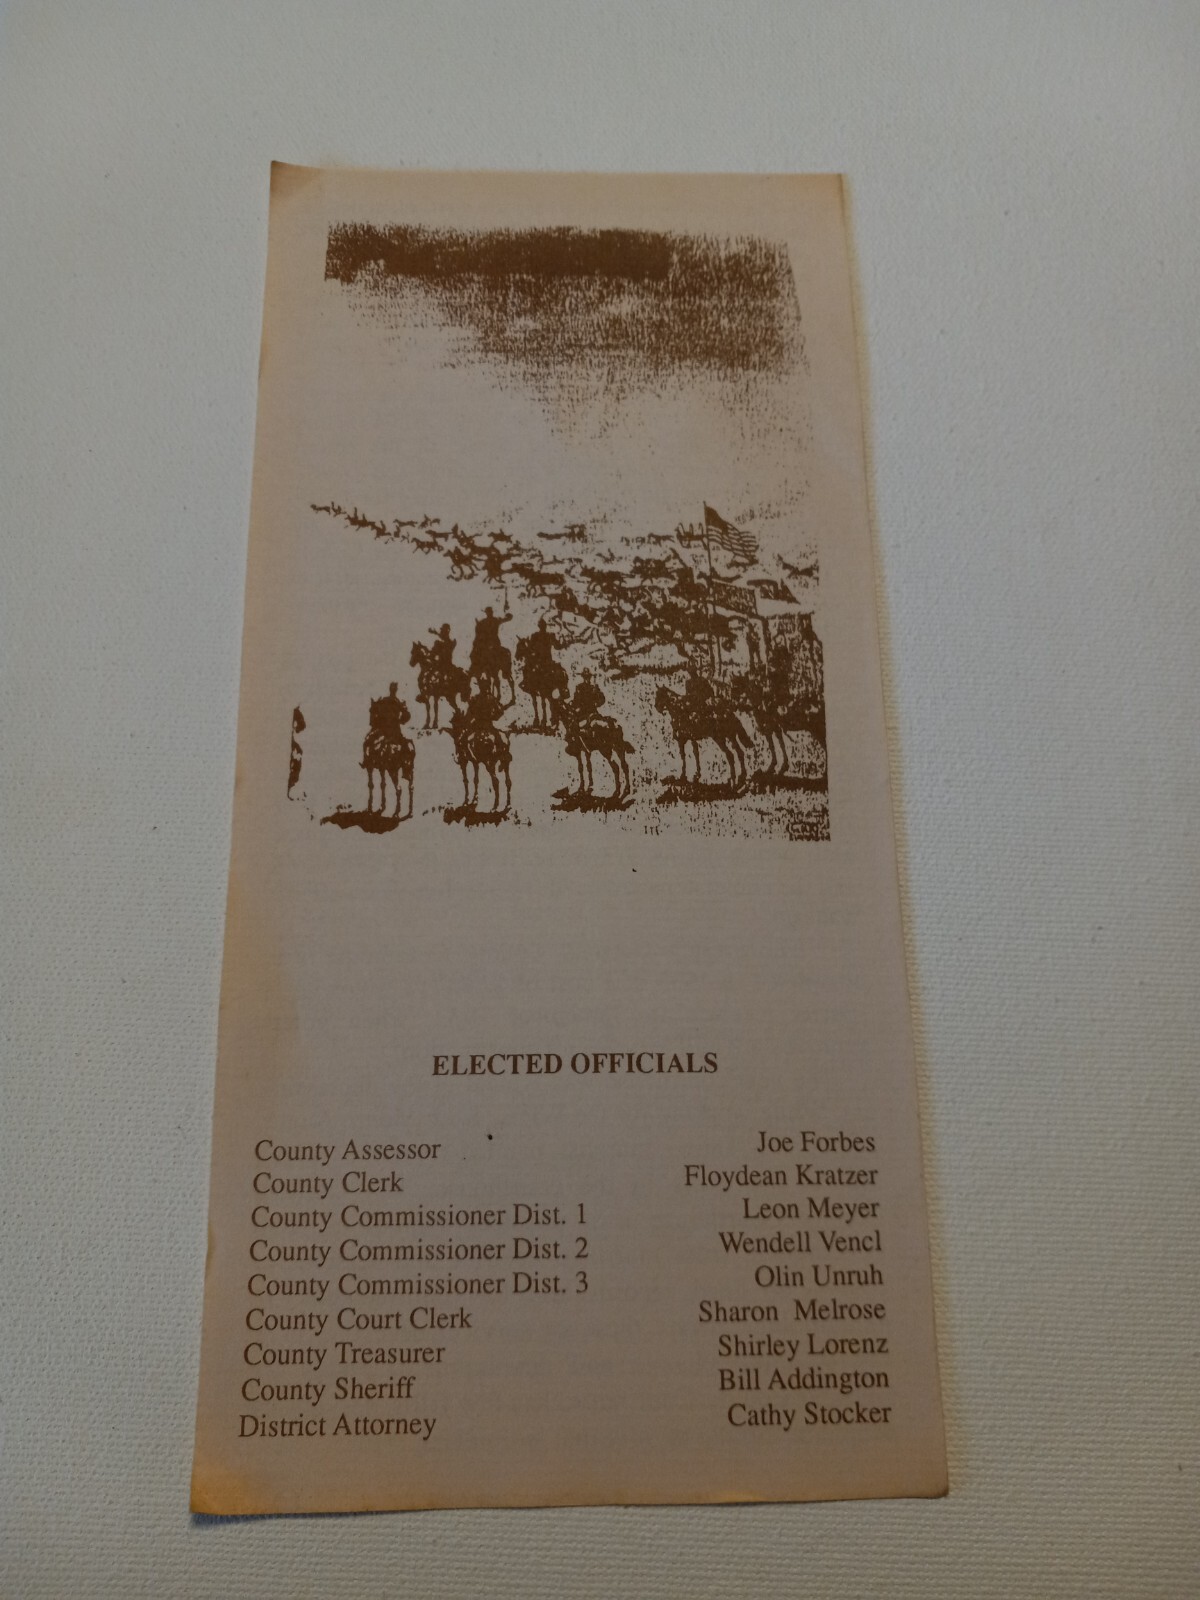 ELECTED OFFICIALS
County Assessor Joe Forbes
County Clerk Floydean Kratzer
County Commissioner Dist. 1 Leon Meyer
County Commissioner Dist. 2 Wendell Vencl
County Commissioner Dist. 3 Olin Unruh
County Court Clerk Sharon Melrose
County Treasurer Shirley Lorenz
County Sheriff Bill Addington
District Attorney Cathy Stocker